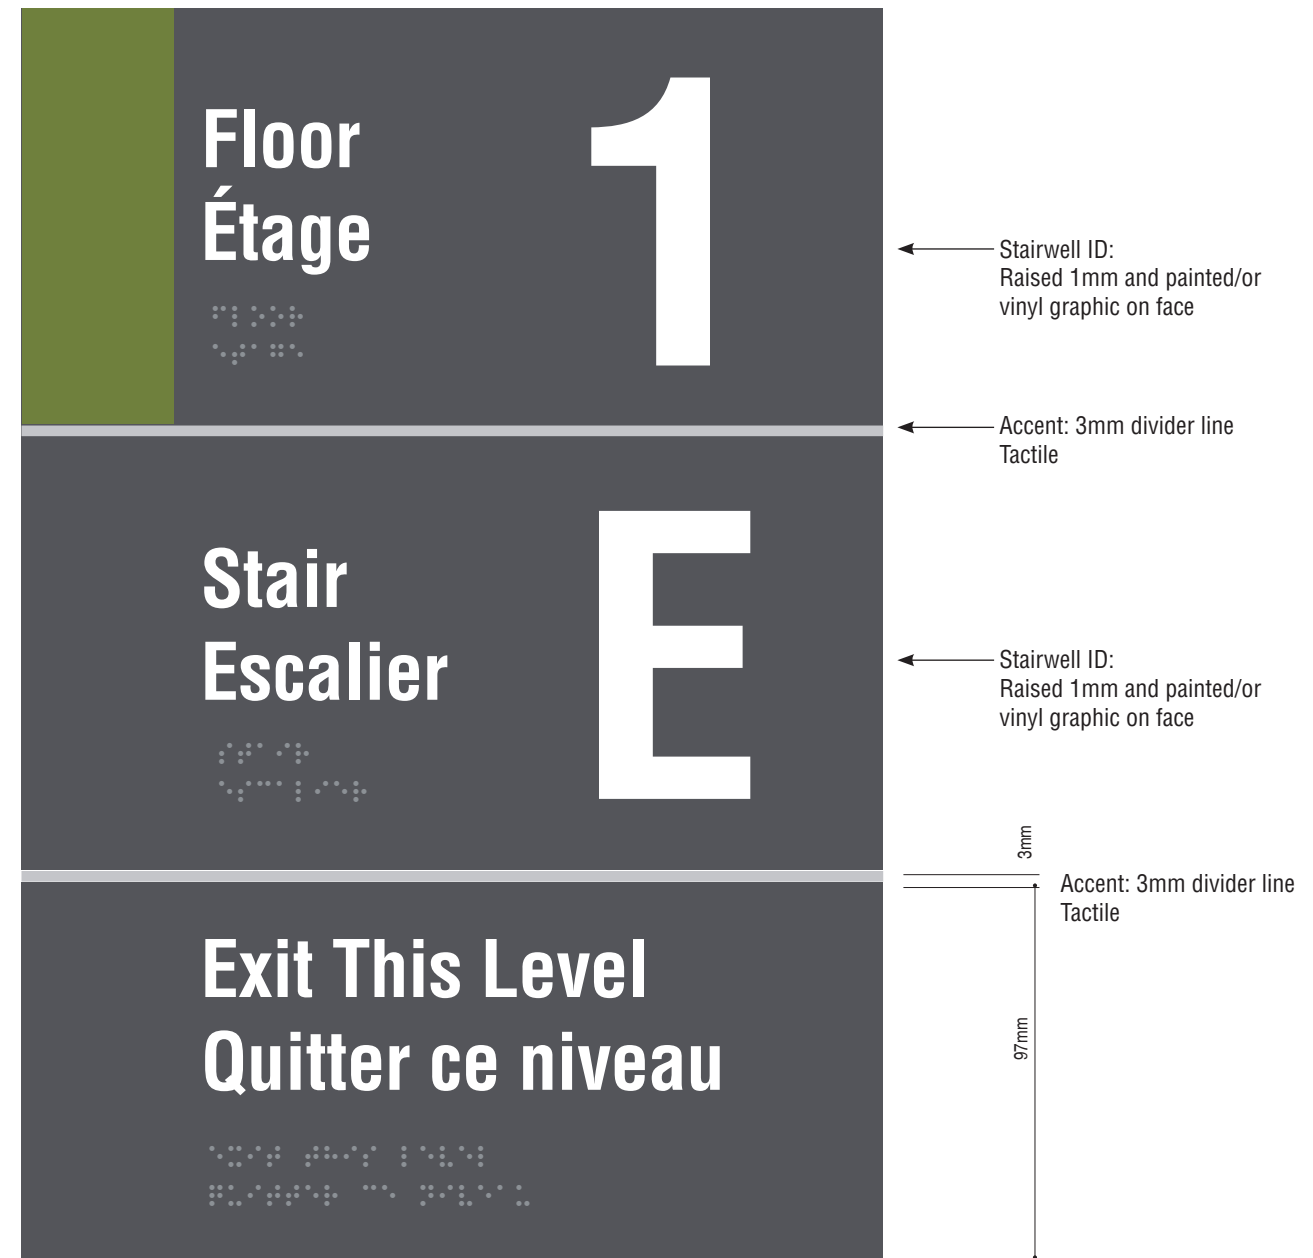 Floor
Étage
1
⠋⠇⠕⠕⠗
Stairwell ID:
Raised 1mm and painted/or
vinyl graphic on face
Accent: 3mm divider line
Tactile
Stair
Escalier
E
Stairwell ID:
Raised 1mm and painted/or
vinyl graphic on face
3mm
Accent: 3mm divider line
Tactile
Exit This Level
Quitter ce niveau
97mm